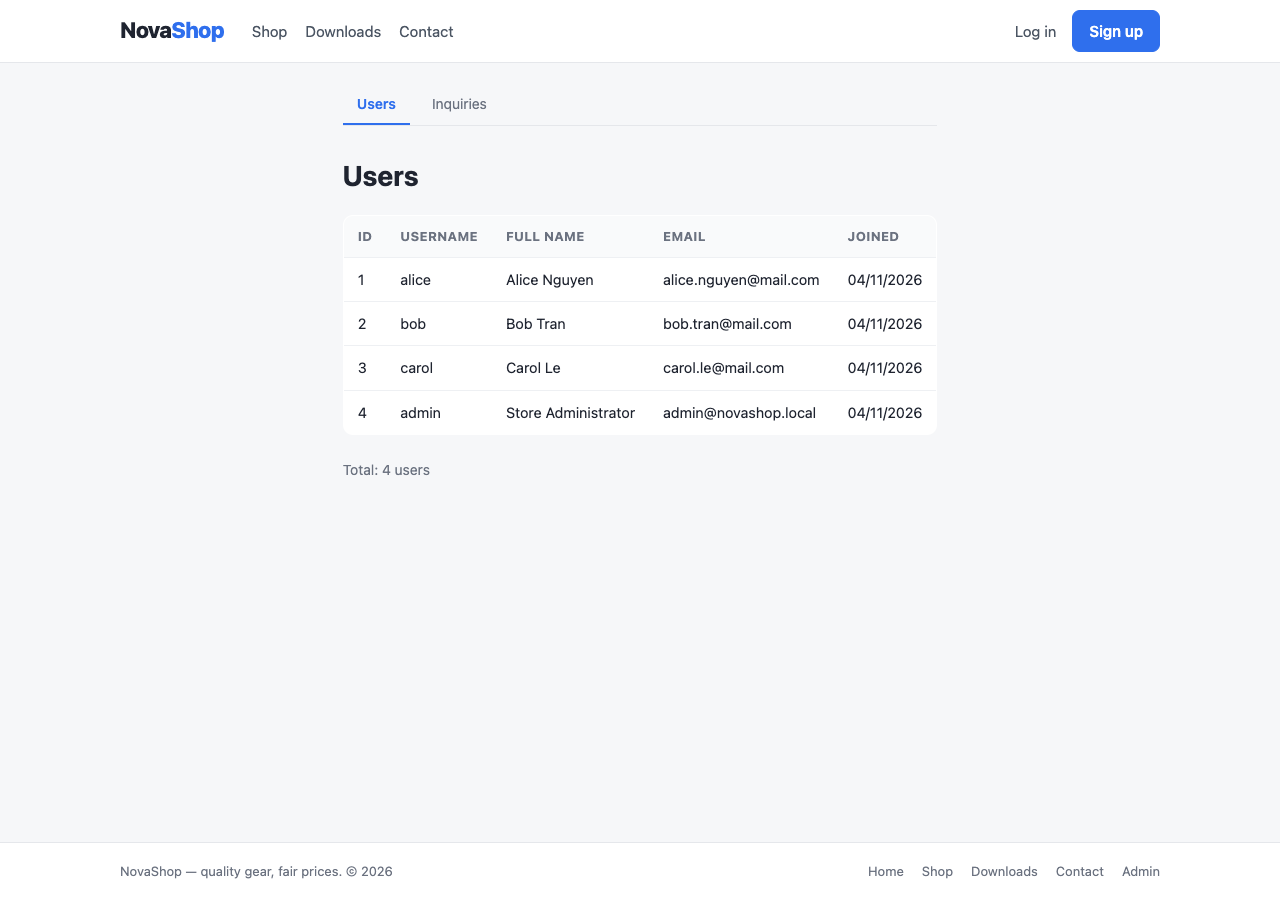 NovaShop Shop Downloads Contact Log in Sign up
Users Inquiries
Users
ID USERNAME FULL NAME EMAIL JOINED
1 alice Alice Nguyen alice.nguyen@mail.com 04/11/2026
2 bob Bob Tran bob.tran@mail.com 04/11/2026
3 carol Carol Le carol.le@mail.com 04/11/2026
4 admin Store Administrator admin@novashop.local 04/11/2026
Total: 4 users
NovaShop — quality gear, fair prices. © 2026 Home Shop Downloads Contact Admin